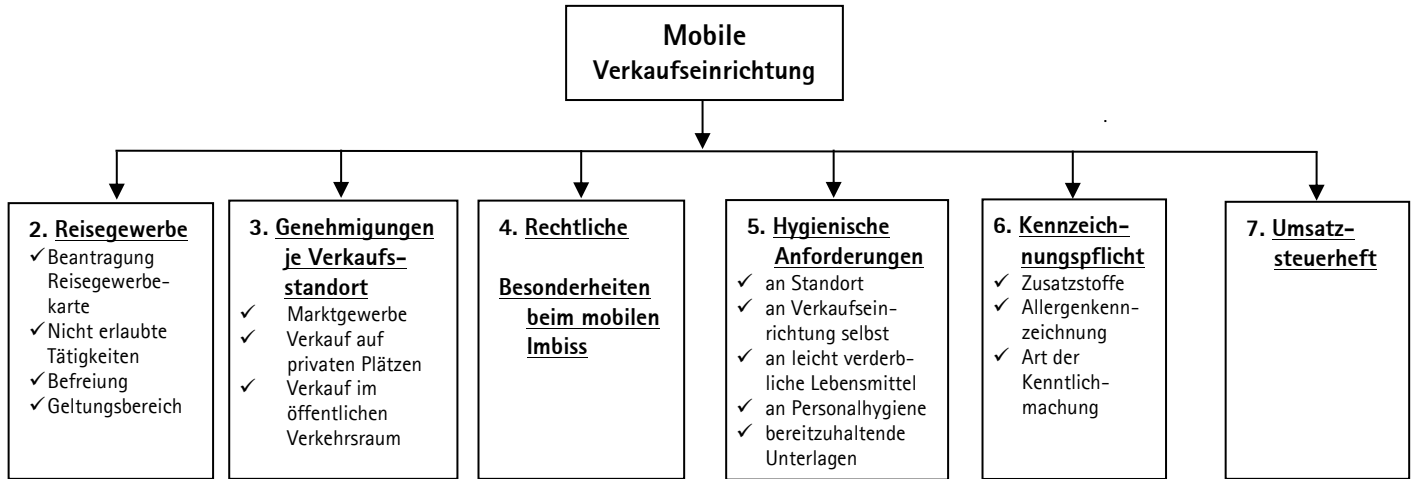 Mobile
Verkaufseinrichtung
2. Reisegewerbe
✓ Beantragung
Reisegewerbe-
karte
✓ Nicht erlaubte
Tätigkeiten
✓ Befreiung
✓ Geltungsbereich
3. Genehmigungen
je Verkaufs-
standort
✓ Marktgewerbe
✓ Verkauf auf
privaten Plätzen
✓ Verkauf im
öffentlichen
Verkehrsraum
4. Rechtliche
Besonderheiten
beim mobilen
Imbiss
5. Hygienische
Anforderungen
✓ an Standort
✓ an Verkaufsein-
richtung selbst
✓ an leicht verderb-
liche Lebensmittel
✓ an Personalhygiene
✓ bereitzuhaltende
Unterlagen
6. Kennzeich-
nungspflicht
✓ Zusatzstoffe
✓ Allergenkenn-
zeichnung
✓ Art der
Kenntlich-
machung
7. Umsatz-
steuerheft